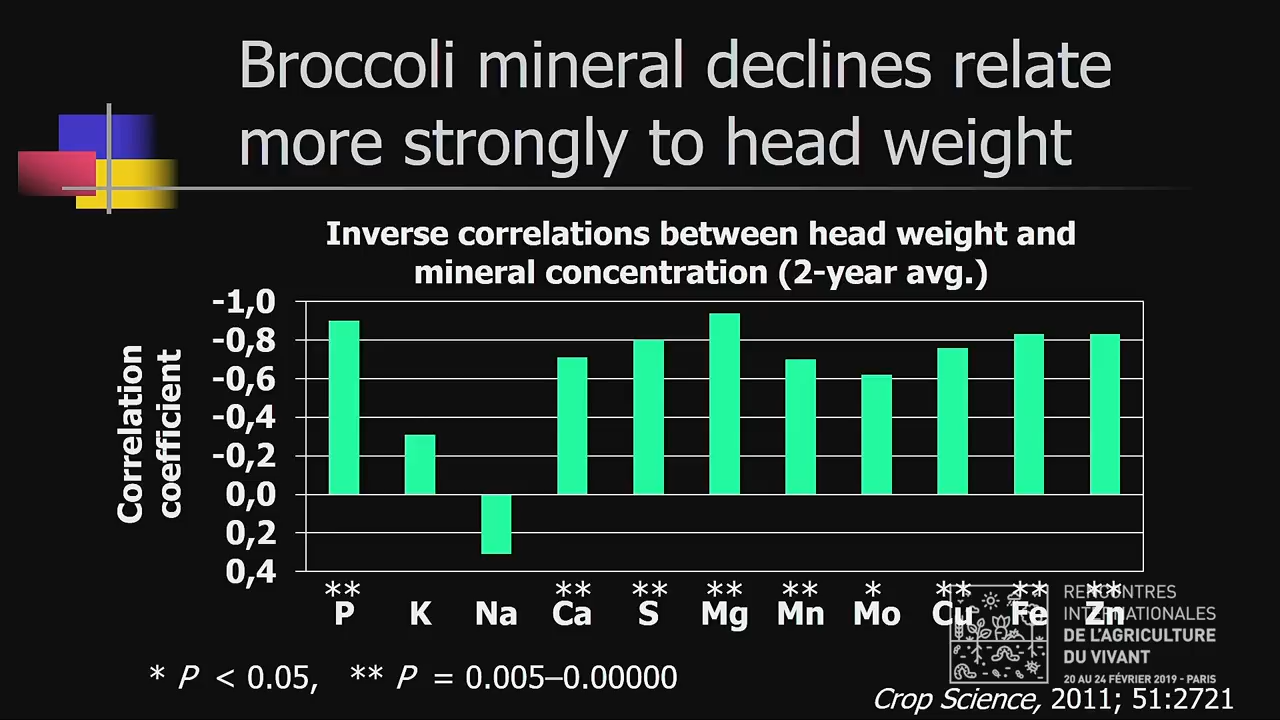 Broccoli mineral declines relate
more strongly to head weight
Inverse correlations between head weight and
mineral concentration (2-year avg.)
Correlation
coefficient
-1,0
-0,8
-0,6
-0,4
-0,2
0,0
0,2
0,4
** ** ** ** ** * ** ** **
P K Na Ca S Mg Mn Mo Cu Fe Zn
* P < 0.05, ** P = 0.005–0.00000
RENCONTRES
INTERNATIONALES
DE L'AGRICULTURE
DU VIVANT
20 AU 24 FÉVRIER 2019 - PARIS
Crop Science, 2011; 51:2721